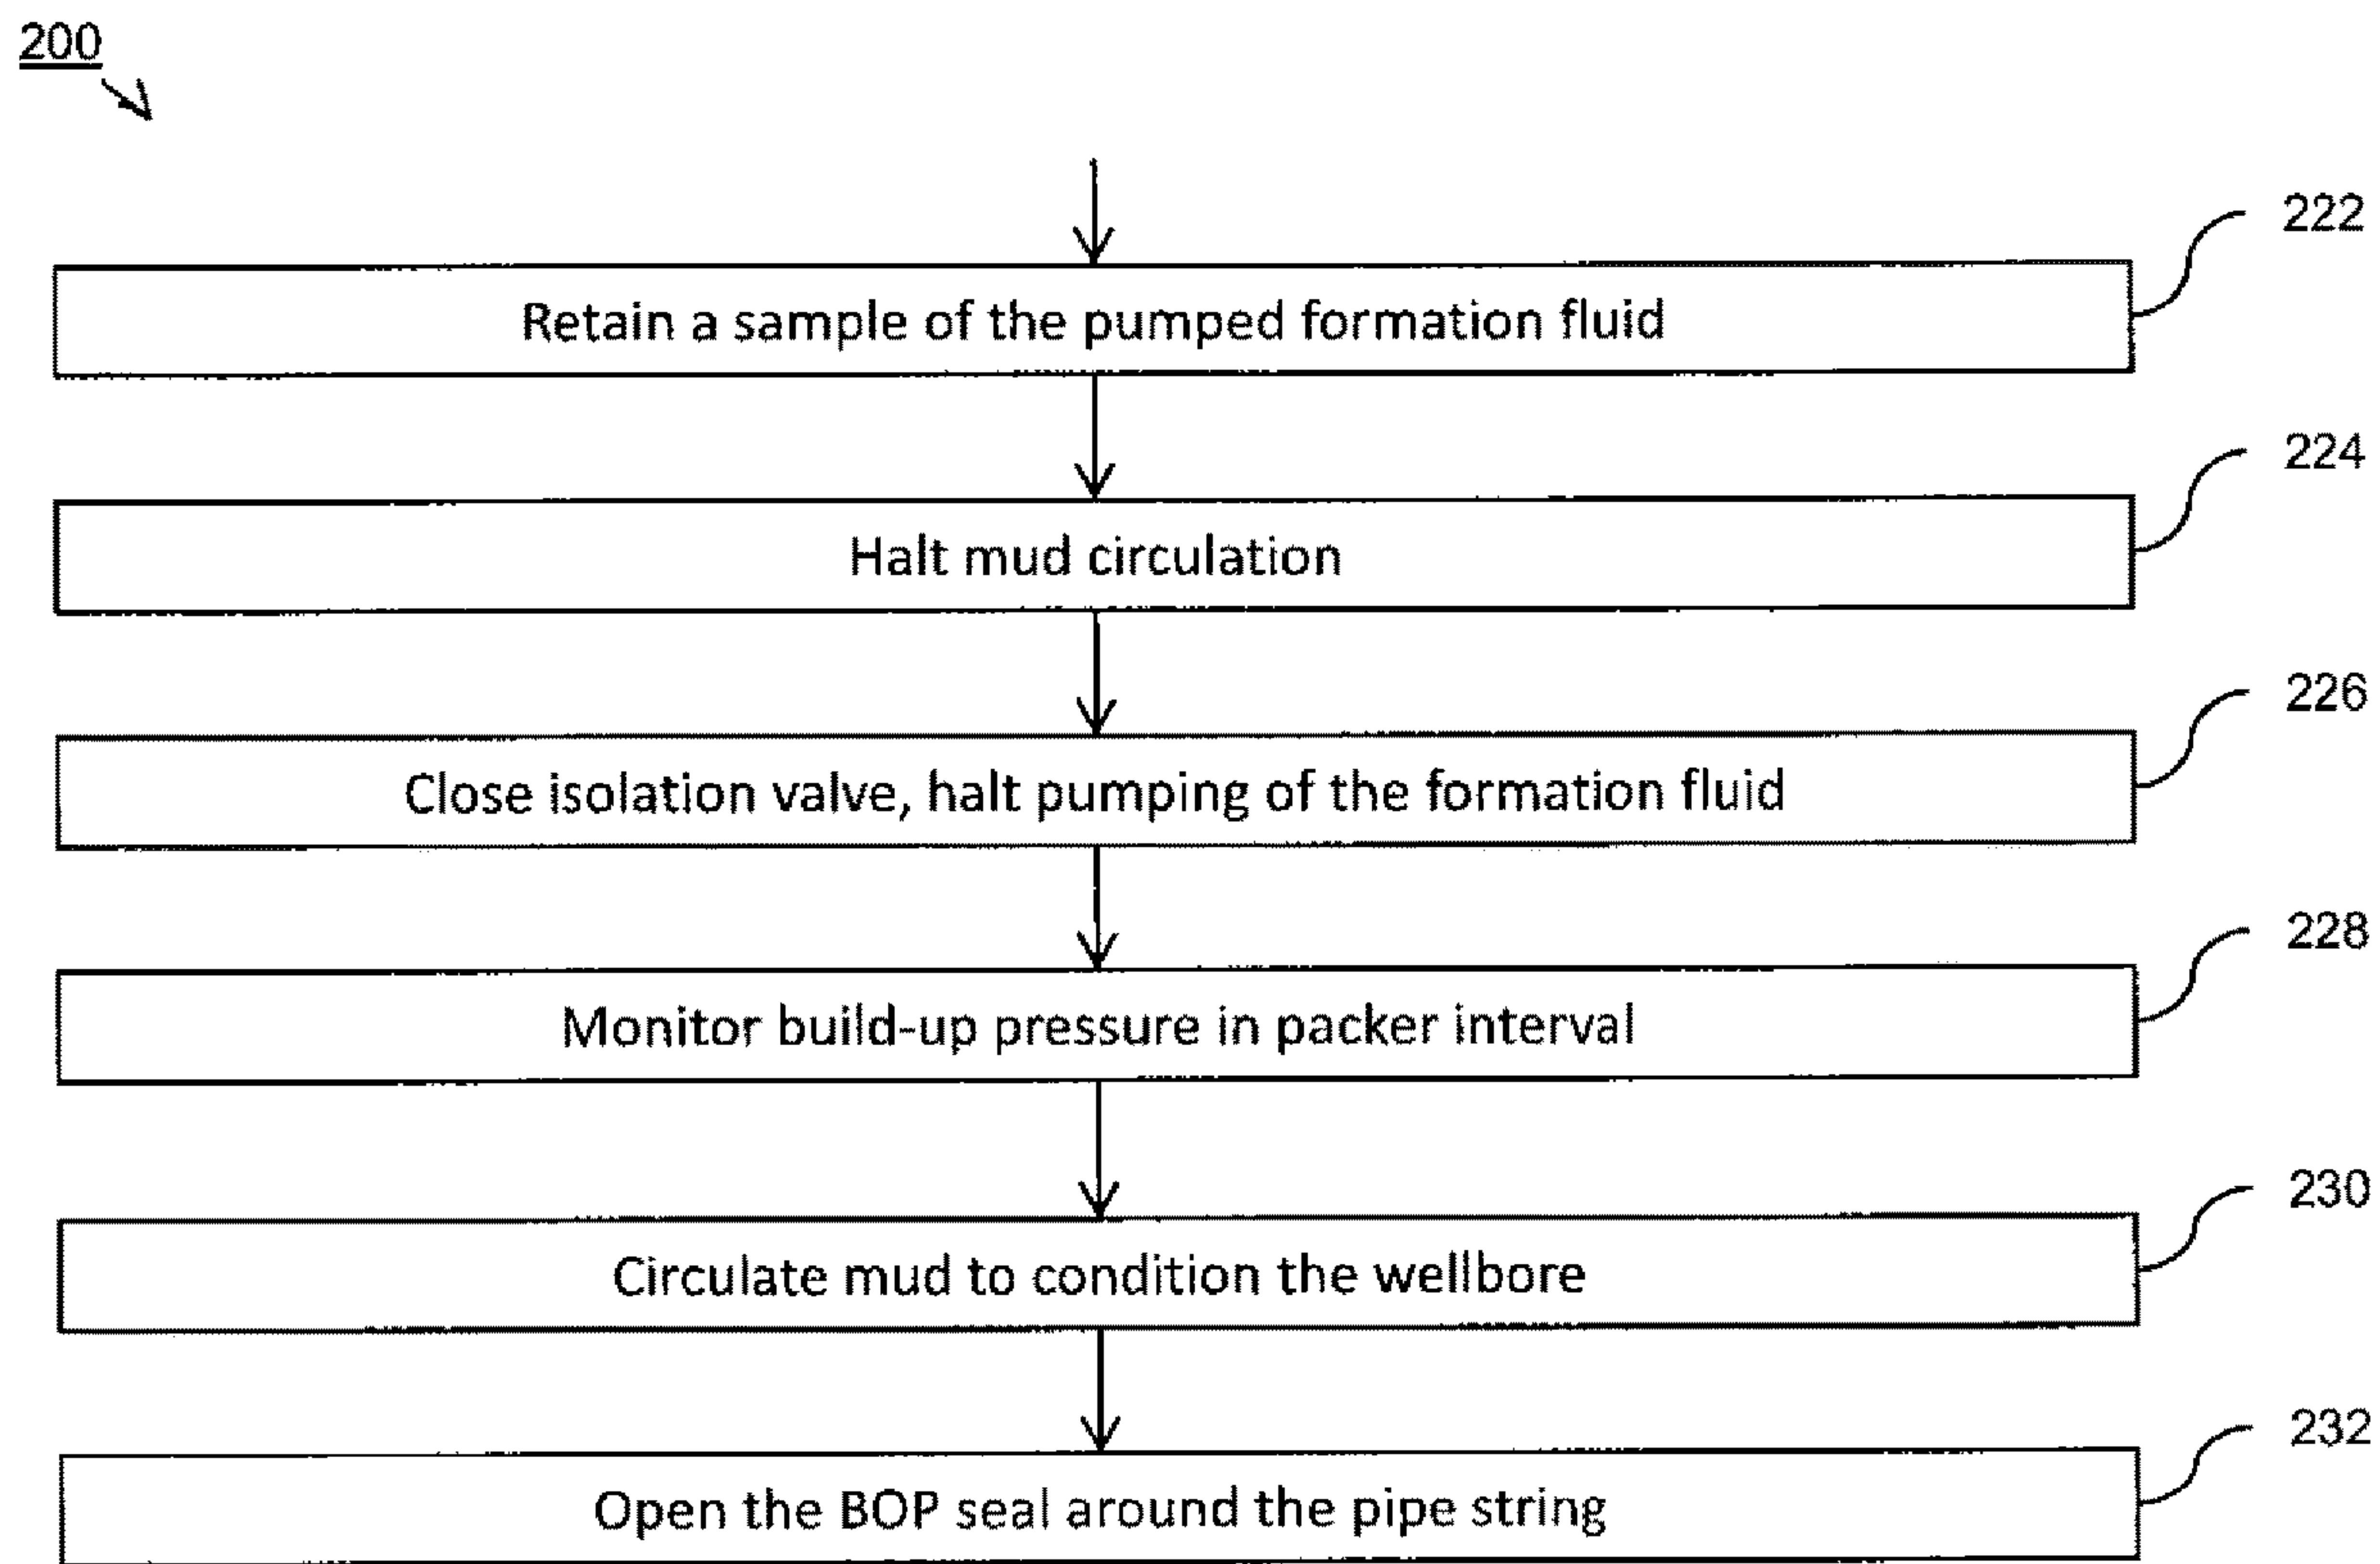 200
222
Retain a sample of the pumped formation fluid
224
Halt mud circulation
226
Close isolation valve, halt pumping of the formation fluid
228
Monitor build-up pressure in packer interval
230
Circulate mud to condition the wellbore
232
Open the BOP seal around the pipe string